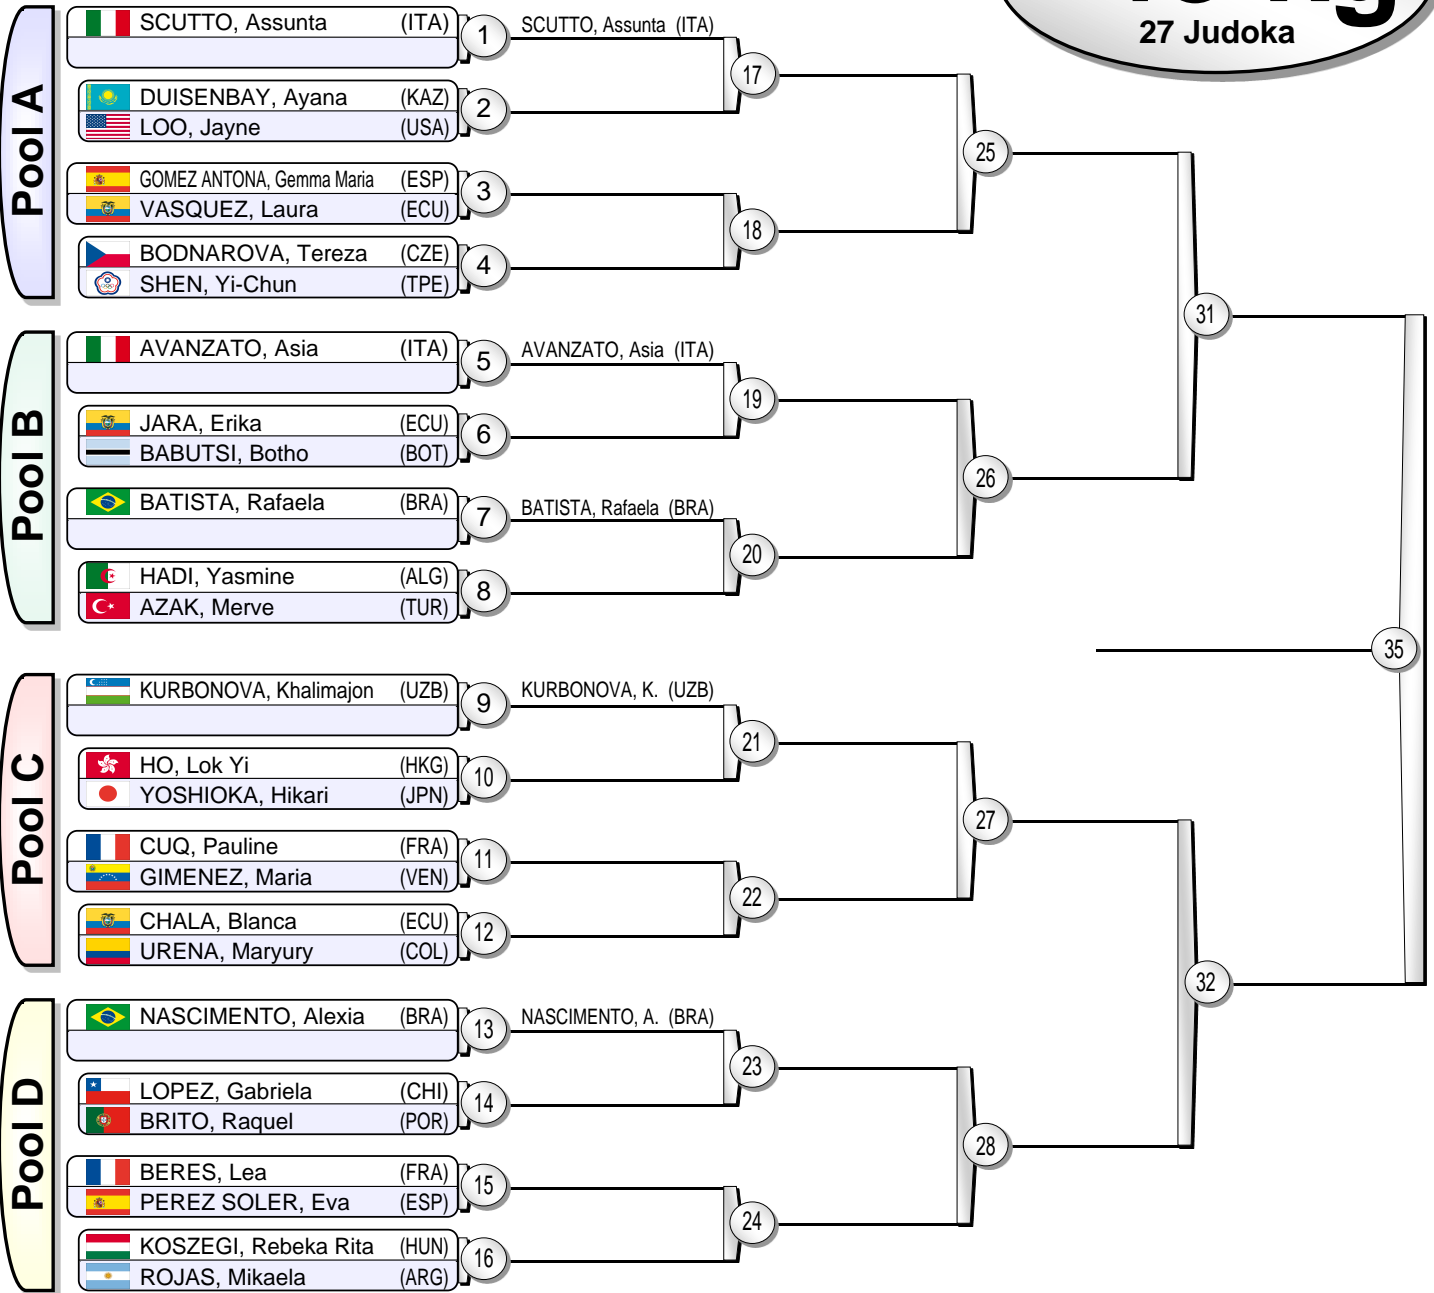 27 Judoka
Pool A
SCUTTO, Assunta (ITA) 1 SCUTTO, Assunta (ITA)
17
DUISENBAY, Ayana (KAZ) 2
LOO, Jayne (USA)
25
GOMEZ ANTONA, Gemma Maria (ESP) 3
VASQUEZ, Laura (ECU)
18
BODNAROVA, Tereza (CZE) 4
SHEN, Yi-Chun (TPE)
31
Pool B
AVANZATO, Asia (ITA) 5 AVANZATO, Asia (ITA)
19
JARA, Erika (ECU) 6
BABUTSI, Botho (BOT)
26
BATISTA, Rafaela (BRA) 7 BATISTA, Rafaela (BRA)
20
HADI, Yasmine (ALG) 8
AZAK, Merve (TUR)
35
Pool C
KURBONOVA, Khalimajon (UZB) 9 KURBONOVA, K. (UZB)
21
HO, Lok Yi (HKG) 10
YOSHIOKA, Hikari (JPN)
27
CUQ, Pauline (FRA) 11
GIMENEZ, Maria (VEN)
22
CHALA, Blanca (ECU) 12
URENA, Maryury (COL)
32
Pool D
NASCIMENTO, Alexia (BRA) 13 NASCIMENTO, A. (BRA)
23
LOPEZ, Gabriela (CHI) 14
BRITO, Raquel (POR)
28
BERES, Lea (FRA) 15
PEREZ SOLER, Eva (ESP)
24
KOSZEGI, Rebeka Rita (HUN) 16
ROJAS, Mikaela (ARG)